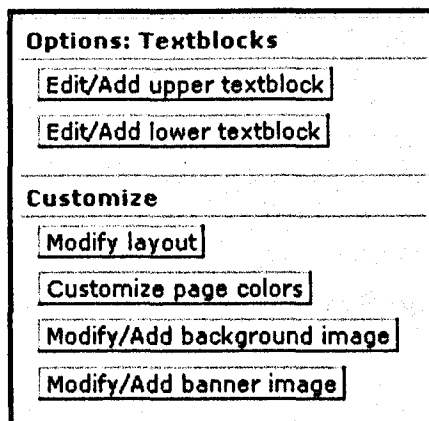 Options: Textblocks
Edit/Add upper textblock
Edit/Add lower textblock
Customize
Modify layout
Customize page colors
Modify/Add background image
Modify/Add banner image